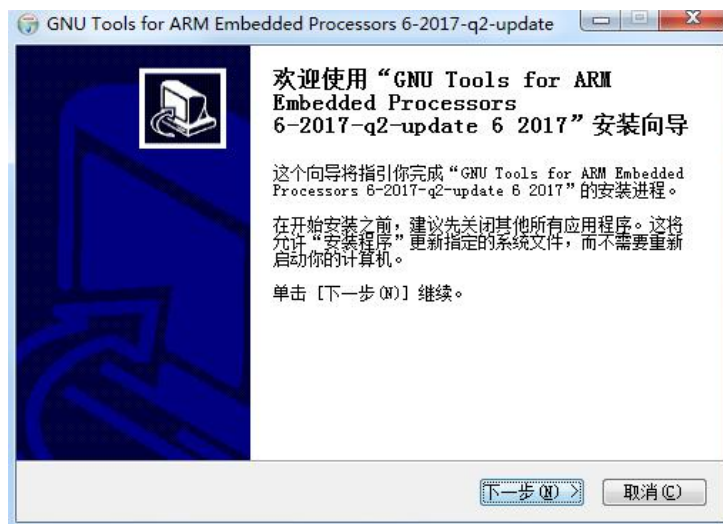 GNU Tools for ARM Embedded Processors 6-2017-q2-update
欢迎使用“GNU Tools for ARM
Embedded Processors
6-2017-q2-update 6 2017”安装向导
这个向导将指引你完成“GNU Tools for ARM Embedded
Processors 6-2017-q2-update 6 2017”的安装进程。
在开始安装之前，建议先关闭其他所有应用程序。这将
允许“安装程序”更新指定的系统文件，而不需要重新
启动你的计算机。
单击 [下一步(N)] 继续。
下一步(N) >
取消(C)